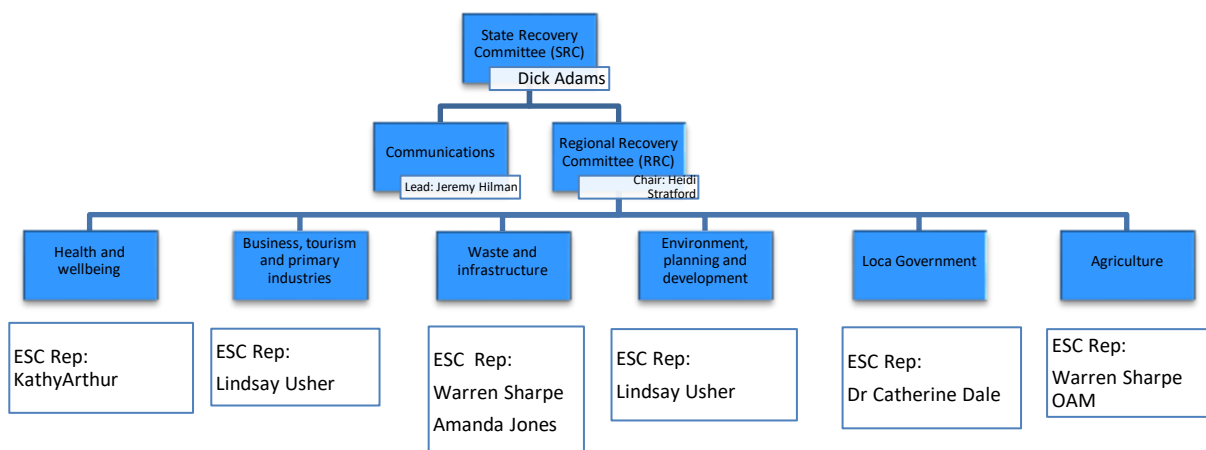 State Recovery
Committee (SRC)
Dick Adams
Communications
Lead: Jeremy Hilman
Regional Recovery
Committee (RRC)
Chair: Heidi
Stratford
Health and
wellbeing
Business, tourism
and primary
industries
Waste and
infrastructure
Environment,
planning and
development
Loca Government
Agriculture
ESC Rep:
KathyArthur
ESC Rep:
Lindsay Usher
ESC Rep:
Warren Sharpe
Amanda Jones
ESC Rep:
Lindsay Usher
ESC Rep:
Dr Catherine Dale
ESC Rep:
Warren Sharpe
OAM